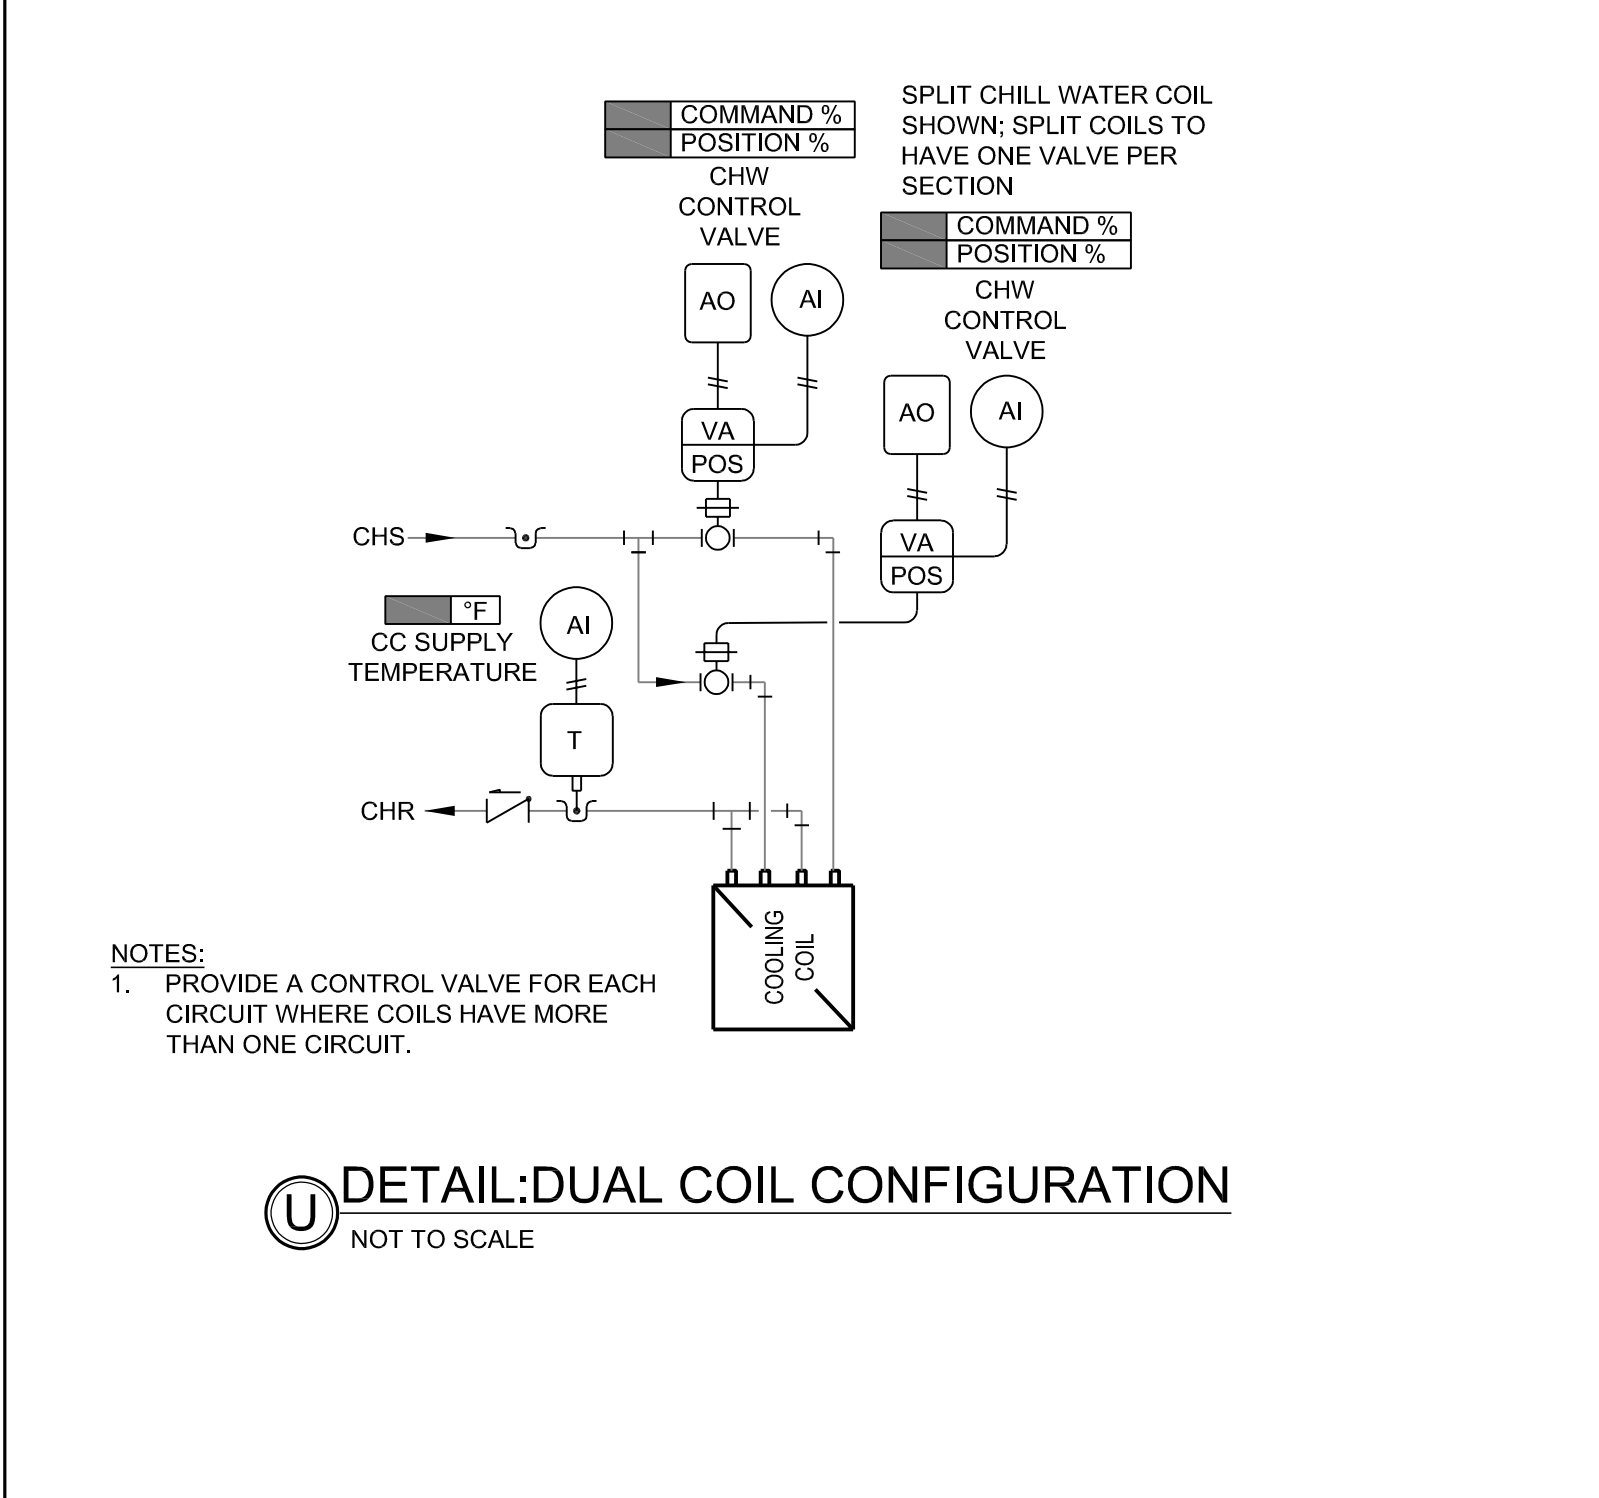 SPLIT CHILL WATER COIL
SHOWN; SPLIT COILS TO
HAVE ONE VALVE PER
SECTION
COMMAND %
POSITION %
CHW
CONTROL
VALVE
AO
AI
VA
POS
COMMAND %
POSITION %
CHW
CONTROL
VALVE
AO
AI
VA
POS
CHS
°F
CC SUPPLY
TEMPERATURE
AI
T
CHR
COOLING
COIL
NOTES:
1. PROVIDE A CONTROL VALVE FOR EACH
CIRCUIT WHERE COILS HAVE MORE
THAN ONE CIRCUIT.
U
DETAIL:DUAL COIL CONFIGURATION
NOT TO SCALE